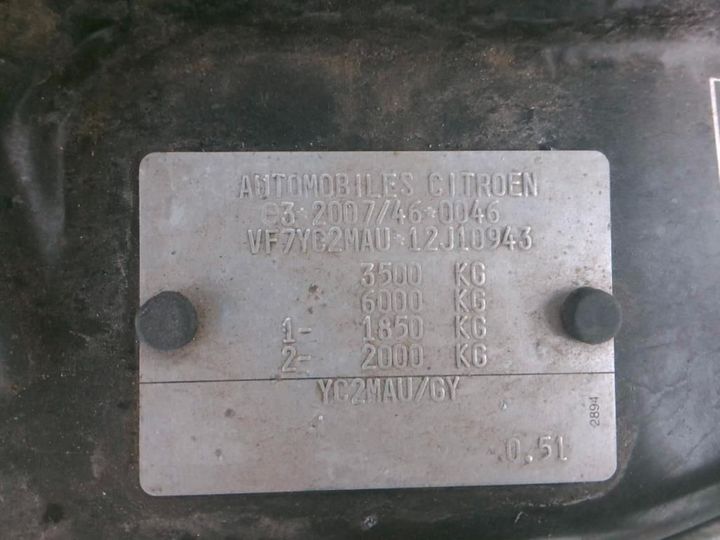 AUTOMOBILES CITROEN
e3*2007/46*0046
VF7YC2MAU*12J10943
3500 KG
6000 KG
1- 1850 KG
2- 2000 KG
YC2MAU/GY
2894
0.51